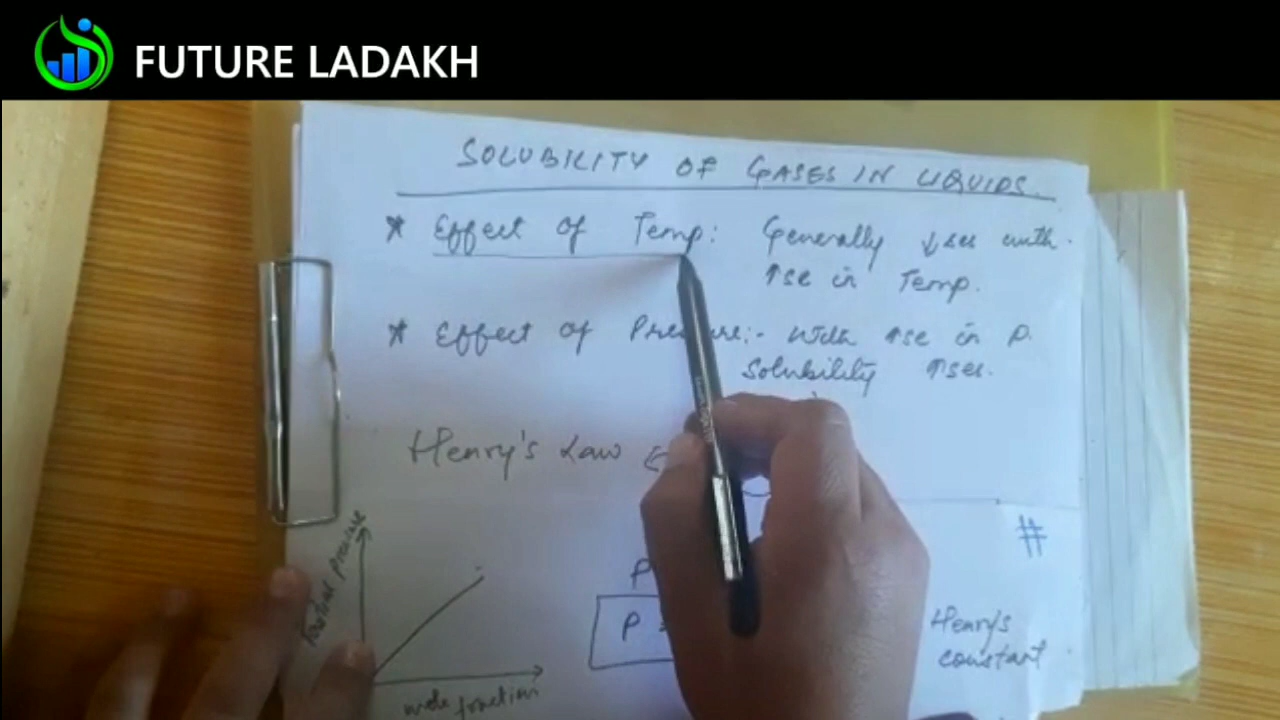 FUTURE LADAKH
SOLUBILITY OF GASES IN LIQUIDS.
* Effect of Temp: Generally ↓ses with
↑se in Temp.
* Effect of Pressure:- With ↑se in P.
Solubility ↑ses.
Henry's Law
#
Partial Pressure
P
P =
Henry's
constant
mole fraction